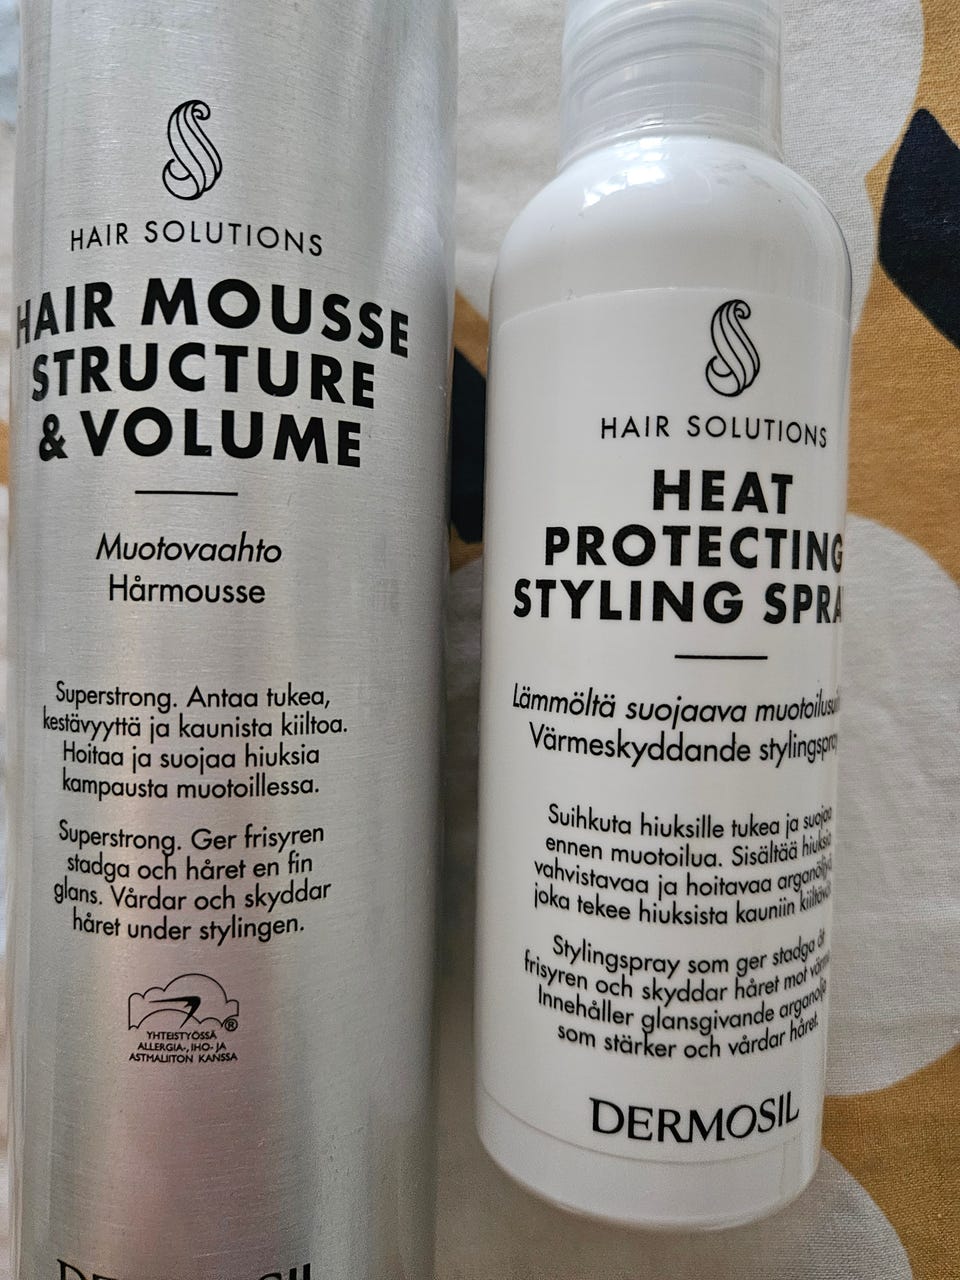 HAIR SOLUTIONS
HAIR MOUSSE
STRUCTURE
& VOLUME
Muotovaahto
Hårmousse
Superstrong. Antaa tukea,
kestävyyttä ja kaunista kiiltoa.
Hoitaa ja suojaa hiuksia
kampausta muotoillessa.
Superstrong. Ger frisyren
stadga och håret en fin
glans. Vårdar och skyddar
håret under stylingen.
YHTEISTYÖSSÄ
ALLERGIA-, IHO- JA
ASTMALIITON KANSSA
DERMOSIL
HAIR SOLUTIONS
HEAT
PROTECTING
STYLING
Lämmöltä suojaava
Värmeskyddande
Suihkuta hiuksille tukea ja suojaa
ennen muotoilua. Sisältää
vahvistavaa ja hoitavaa
joka tekee hiuksista kauniin
Stylingspray som ger stadga åt
frisyren och skyddar håret mot
Innehåller glansgivande arganolja
som stärker och vårdar håret.
DERMOSIL